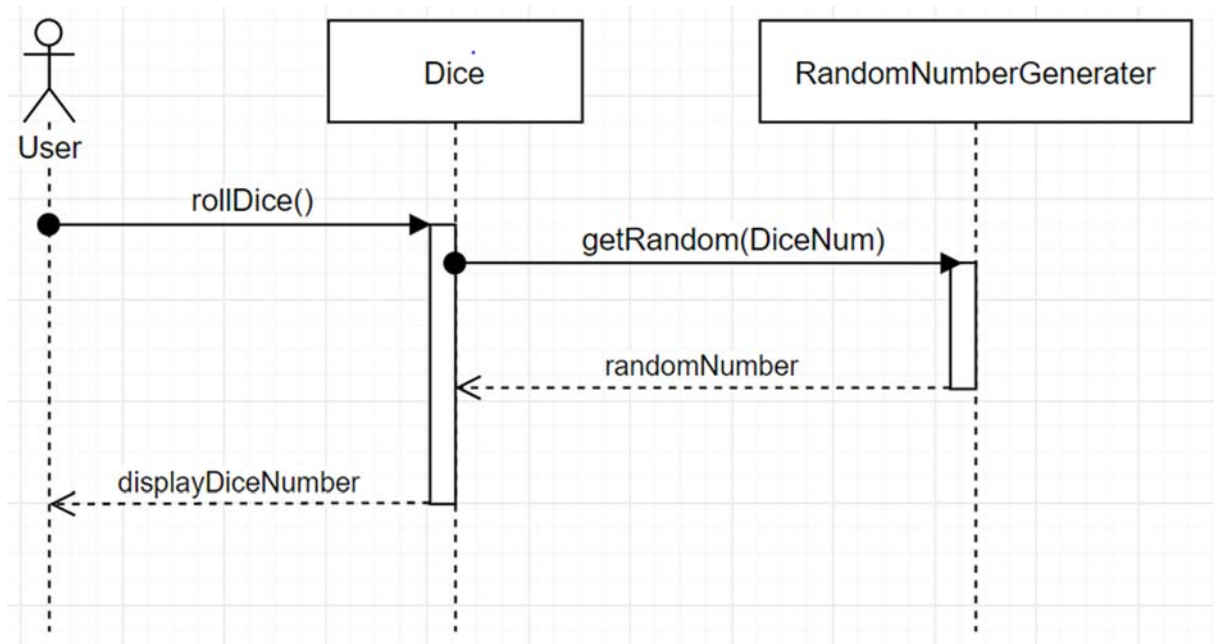 Dice
RandomNumberGenerater
User
rollDice()
getRandom(DiceNum)
randomNumber
displayDiceNumber